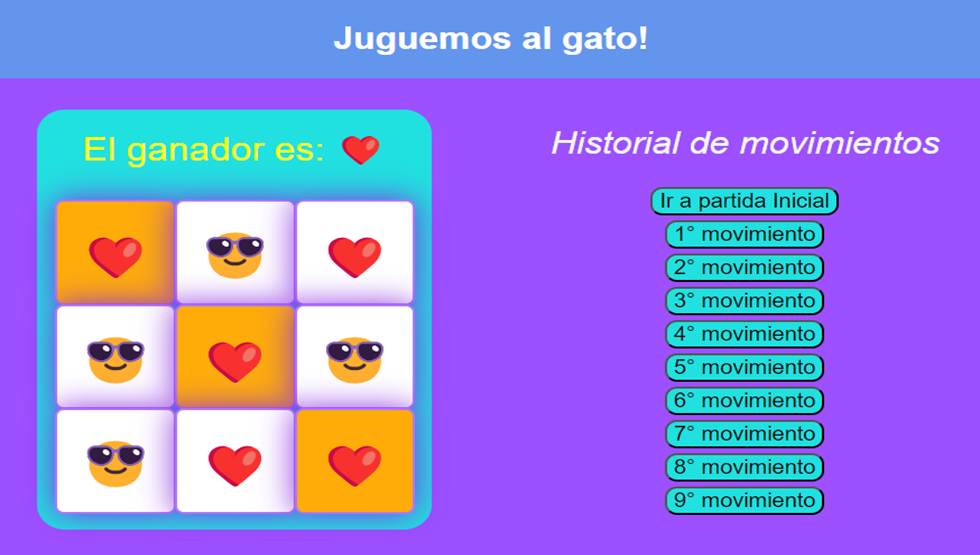 Juguemos al gato!
El ganador es:
Historial de movimientos
Ir a partida Inicial
1° movimiento
2° movimiento
3° movimiento
4° movimiento
5° movimiento
6° movimiento
7° movimiento
8° movimiento
9° movimiento